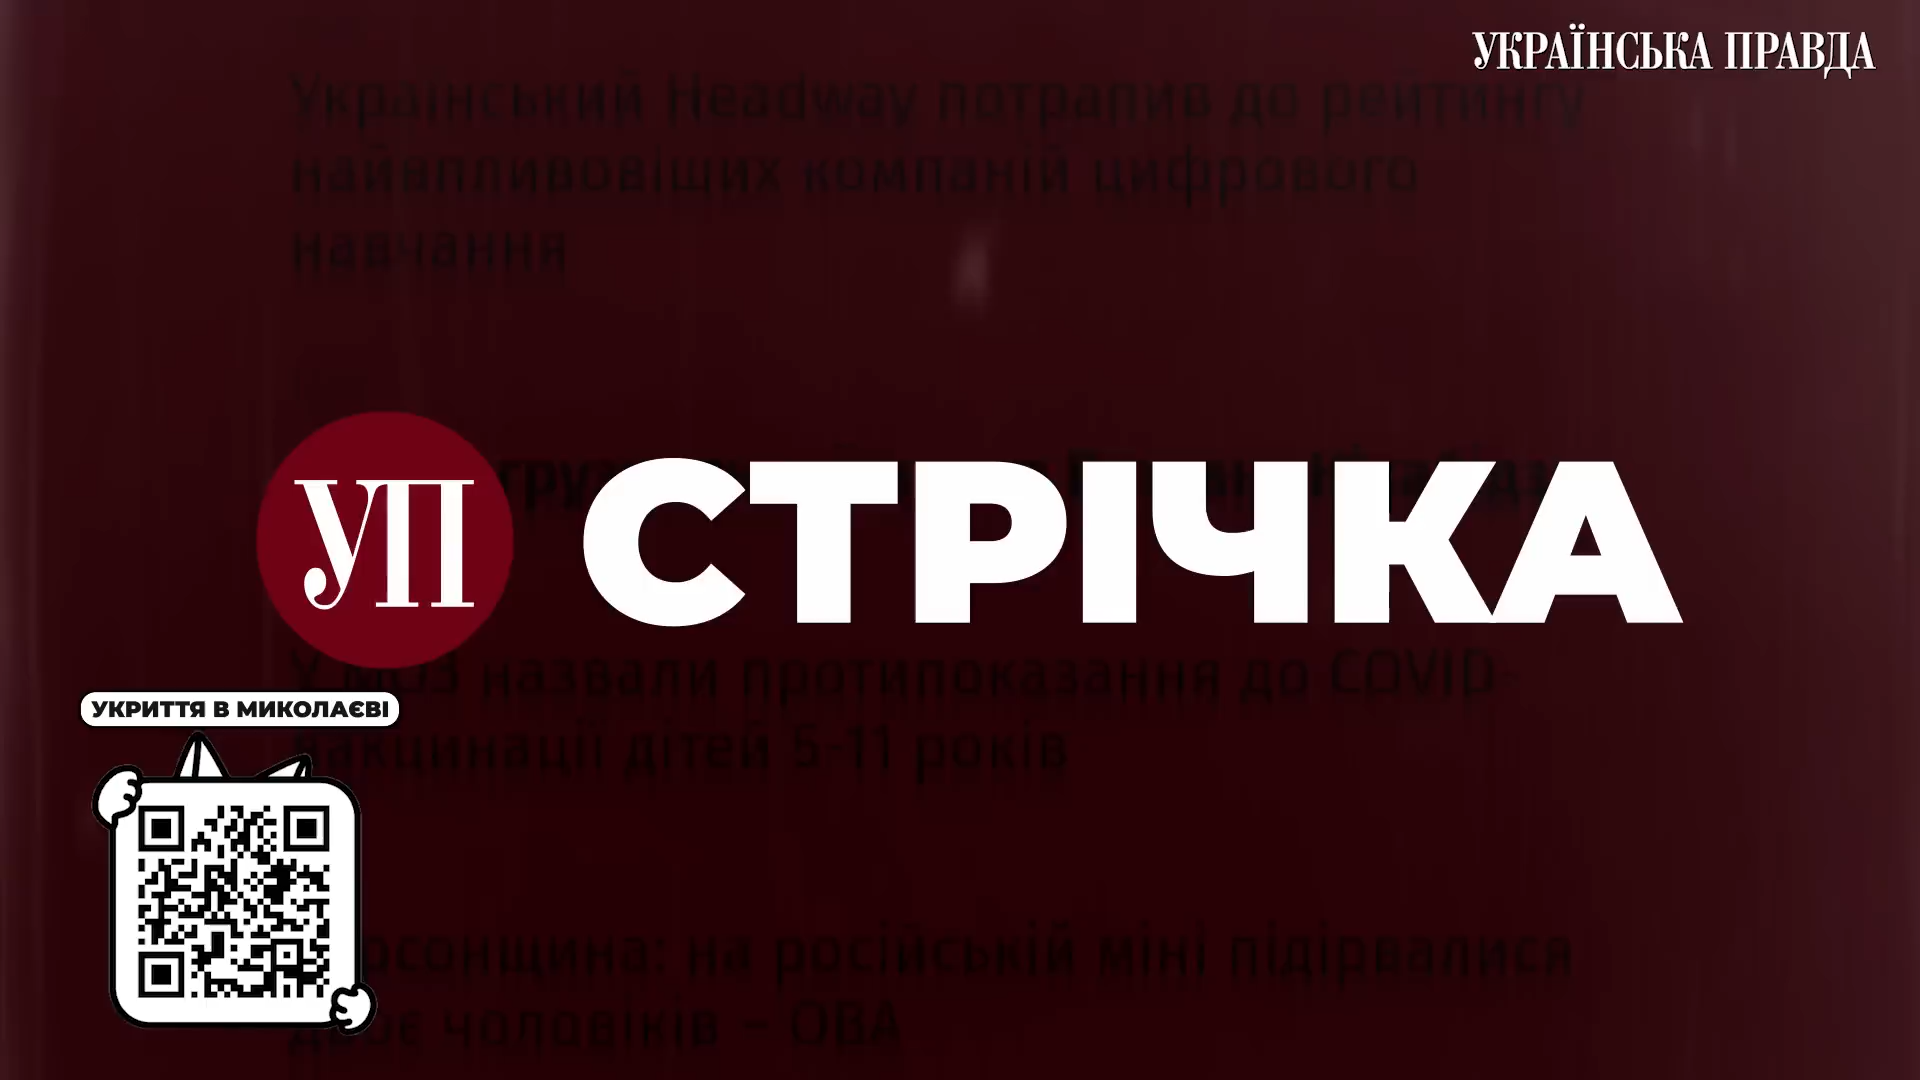 УКРАЇНСЬКА ПРАВДА
Український Headway потрапив до рейтингу
найвпливовіших компаній цифрового
навчання
УП СТРІЧКА
У МОЗ назвали протипоказання до COVID-
вакцинації дітей 5-11 років
УКРИТТЯ В МИКОЛАЄВІ
на російській міні підірвалися
двоє чоловіків – ОВА